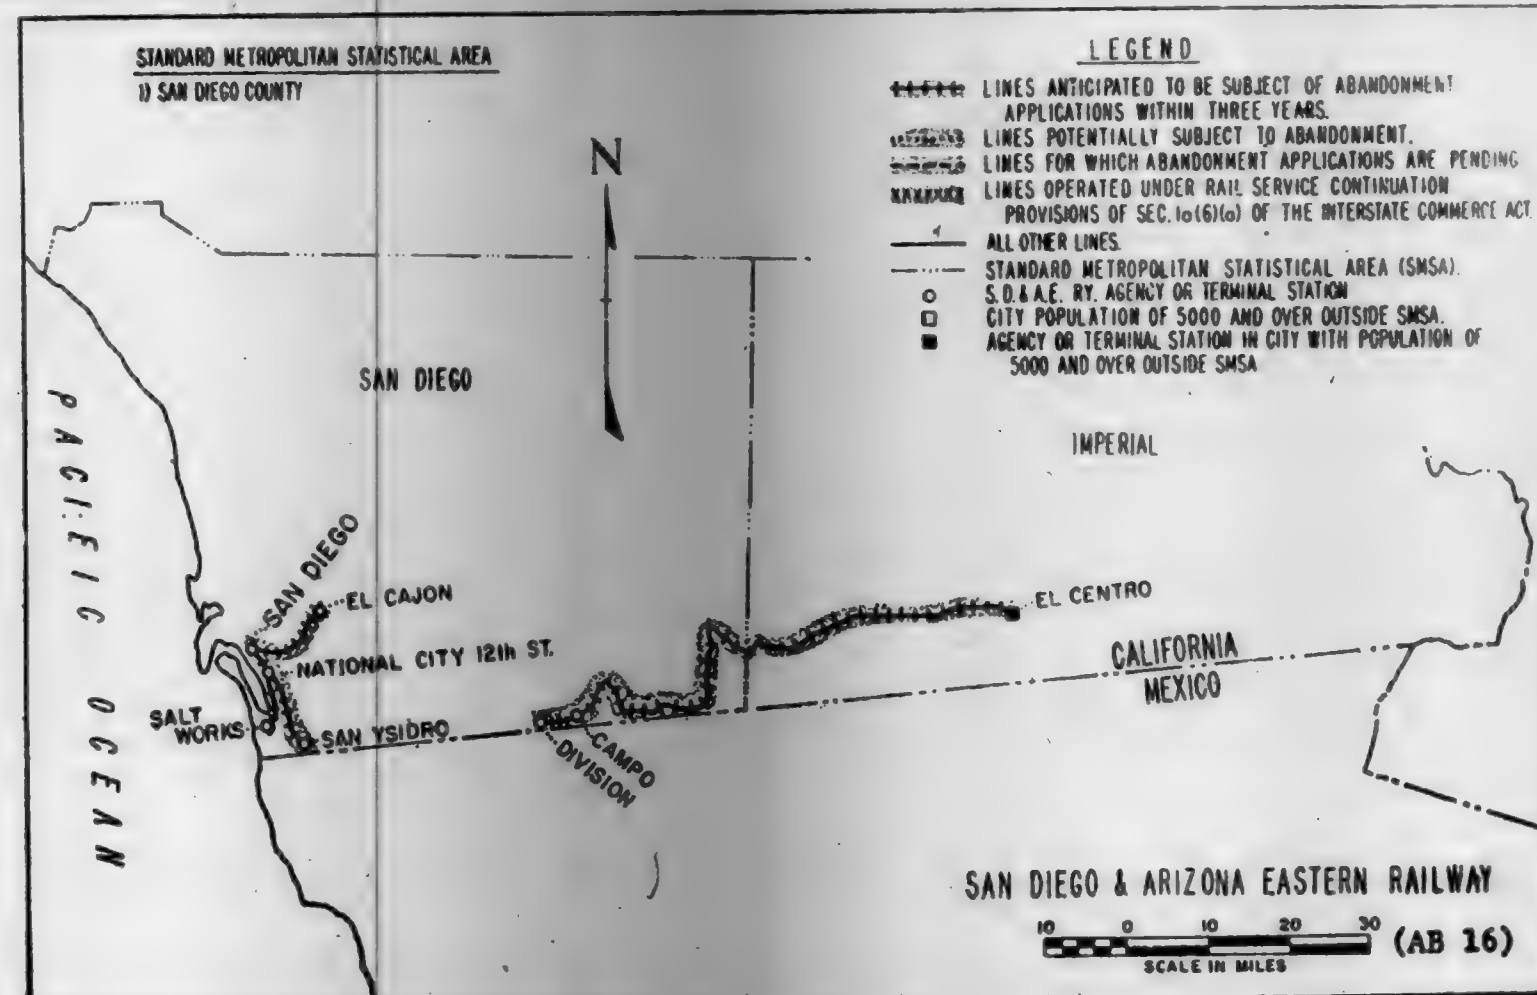 STANDARD METROPOLITAN STATISTICAL AREA
1) SAN DIEGO COUNTY
LEGEND
LINES ANTICIPATED TO BE SUBJECT OF ABANDONMENT
APPLICATIONS WITHIN THREE YEARS.
LINES POTENTIALLY SUBJECT TO ABANDONMENT.
LINES FOR WHICH ABANDONMENT APPLICATIONS ARE PENDING
LINES OPERATED UNDER RAIL SERVICE CONTINUATION
PROVISIONS OF SEC. 1a(6)(a) OF THE INTERSTATE COMMERCE ACT.
ALL OTHER LINES.
STANDARD METROPOLITAN STATISTICAL AREA (SMSA).
S.D. & A.E. RY. AGENCY OR TERMINAL STATION
CITY POPULATION OF 5000 AND OVER OUTSIDE SMSA.
AGENCY OR TERMINAL STATION IN CITY WITH POPULATION OF
5000 AND OVER OUTSIDE SMSA
N
SAN DIEGO
IMPERIAL
PACIFIC OCEAN
SAN DIEGO
EL CAJON
NATIONAL CITY 12th ST.
SALT
WORKS
SAN YSIDRO
CAMPO
DIVISION
EL CENTRO
CALIFORNIA
MEXICO
SAN DIEGO & ARIZONA EASTERN RAILWAY
10 0 10 20 30
SCALE IN MILES
(AB 16)